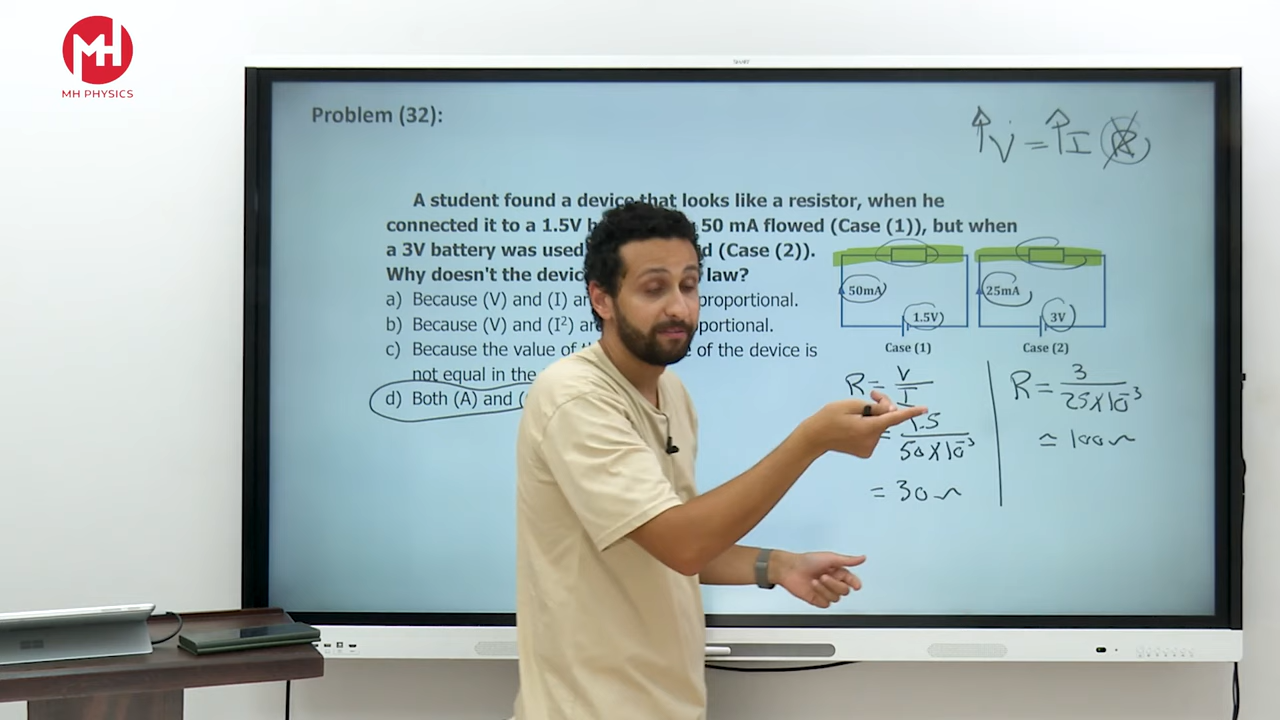 MH
MH PHYSICS
SMART
Problem (32):
V = I R
A student found a device that looks like a resistor, when he
connected it to a 1.5V 50 mA flowed (Case (1)), but when
a 3V battery was used (Case (2)).
Why doesn't the law?
a) Because (V) and (I) proportional.
b) Because (V) and (I²)
c) Because the value of of the device is
not equal in the
d) Both (A) and
50mA
1.5V
Case (1)
25mA
3V
Case (2)
R = V / I
= 1.5 / 50 X 10⁻³
= 30 Ω
R = 3 / 25 X 10⁻³
≃ 100 Ω